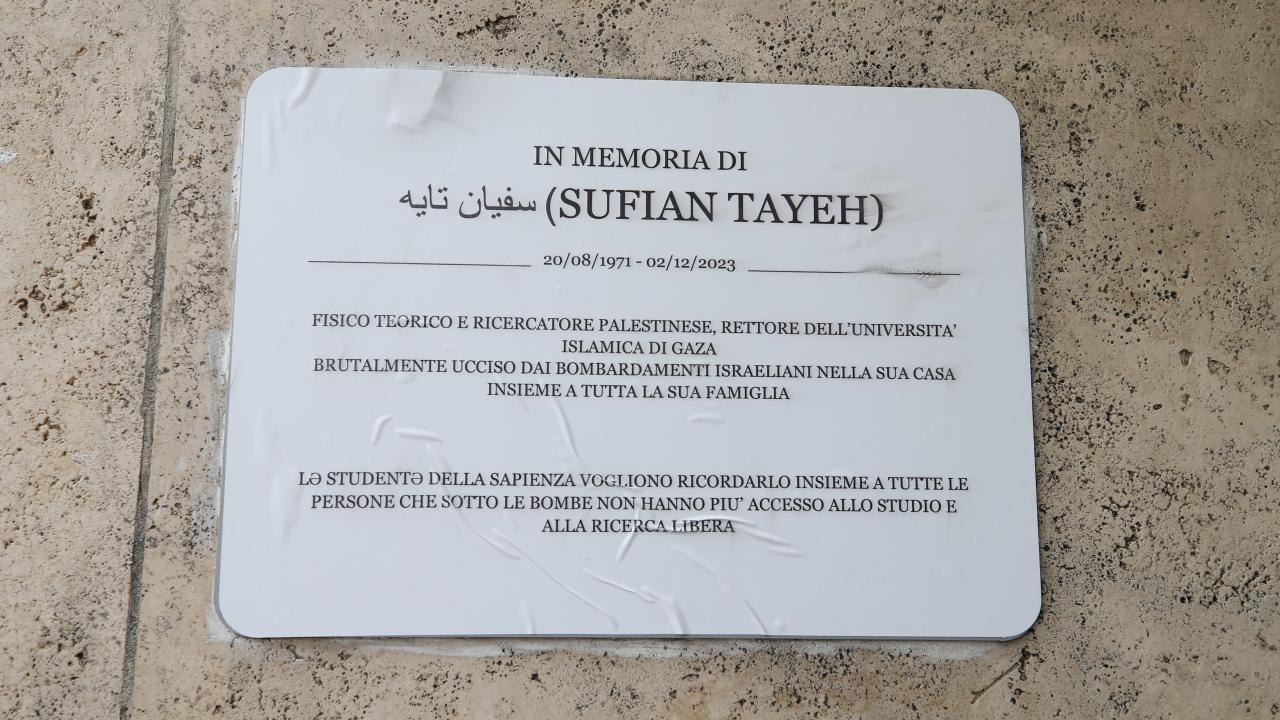 IN MEMORIA DI
سفيان تايه (SUFIAN TAYEH)
20/08/1971 - 02/12/2023
FISICO TEORICO E RICERCATORE PALESTINESE, RETTORE DELL'UNIVERSITA'
ISLAMICA DI GAZA
BRUTALMENTE UCCISO DAI BOMBARDAMENTI ISRAELIANI NELLA SUA CASA
INSIEME A TUTTA LA SUA FAMIGLIA
LƏ STUDENTƏ DELLA SAPIENZA VOGLIONO RICORDARLO INSIEME A TUTTE LE
PERSONE CHE SOTTO LE BOMBE NON HANNO PIU' ACCESSO ALLO STUDIO E
ALLA RICERCA LIBERA